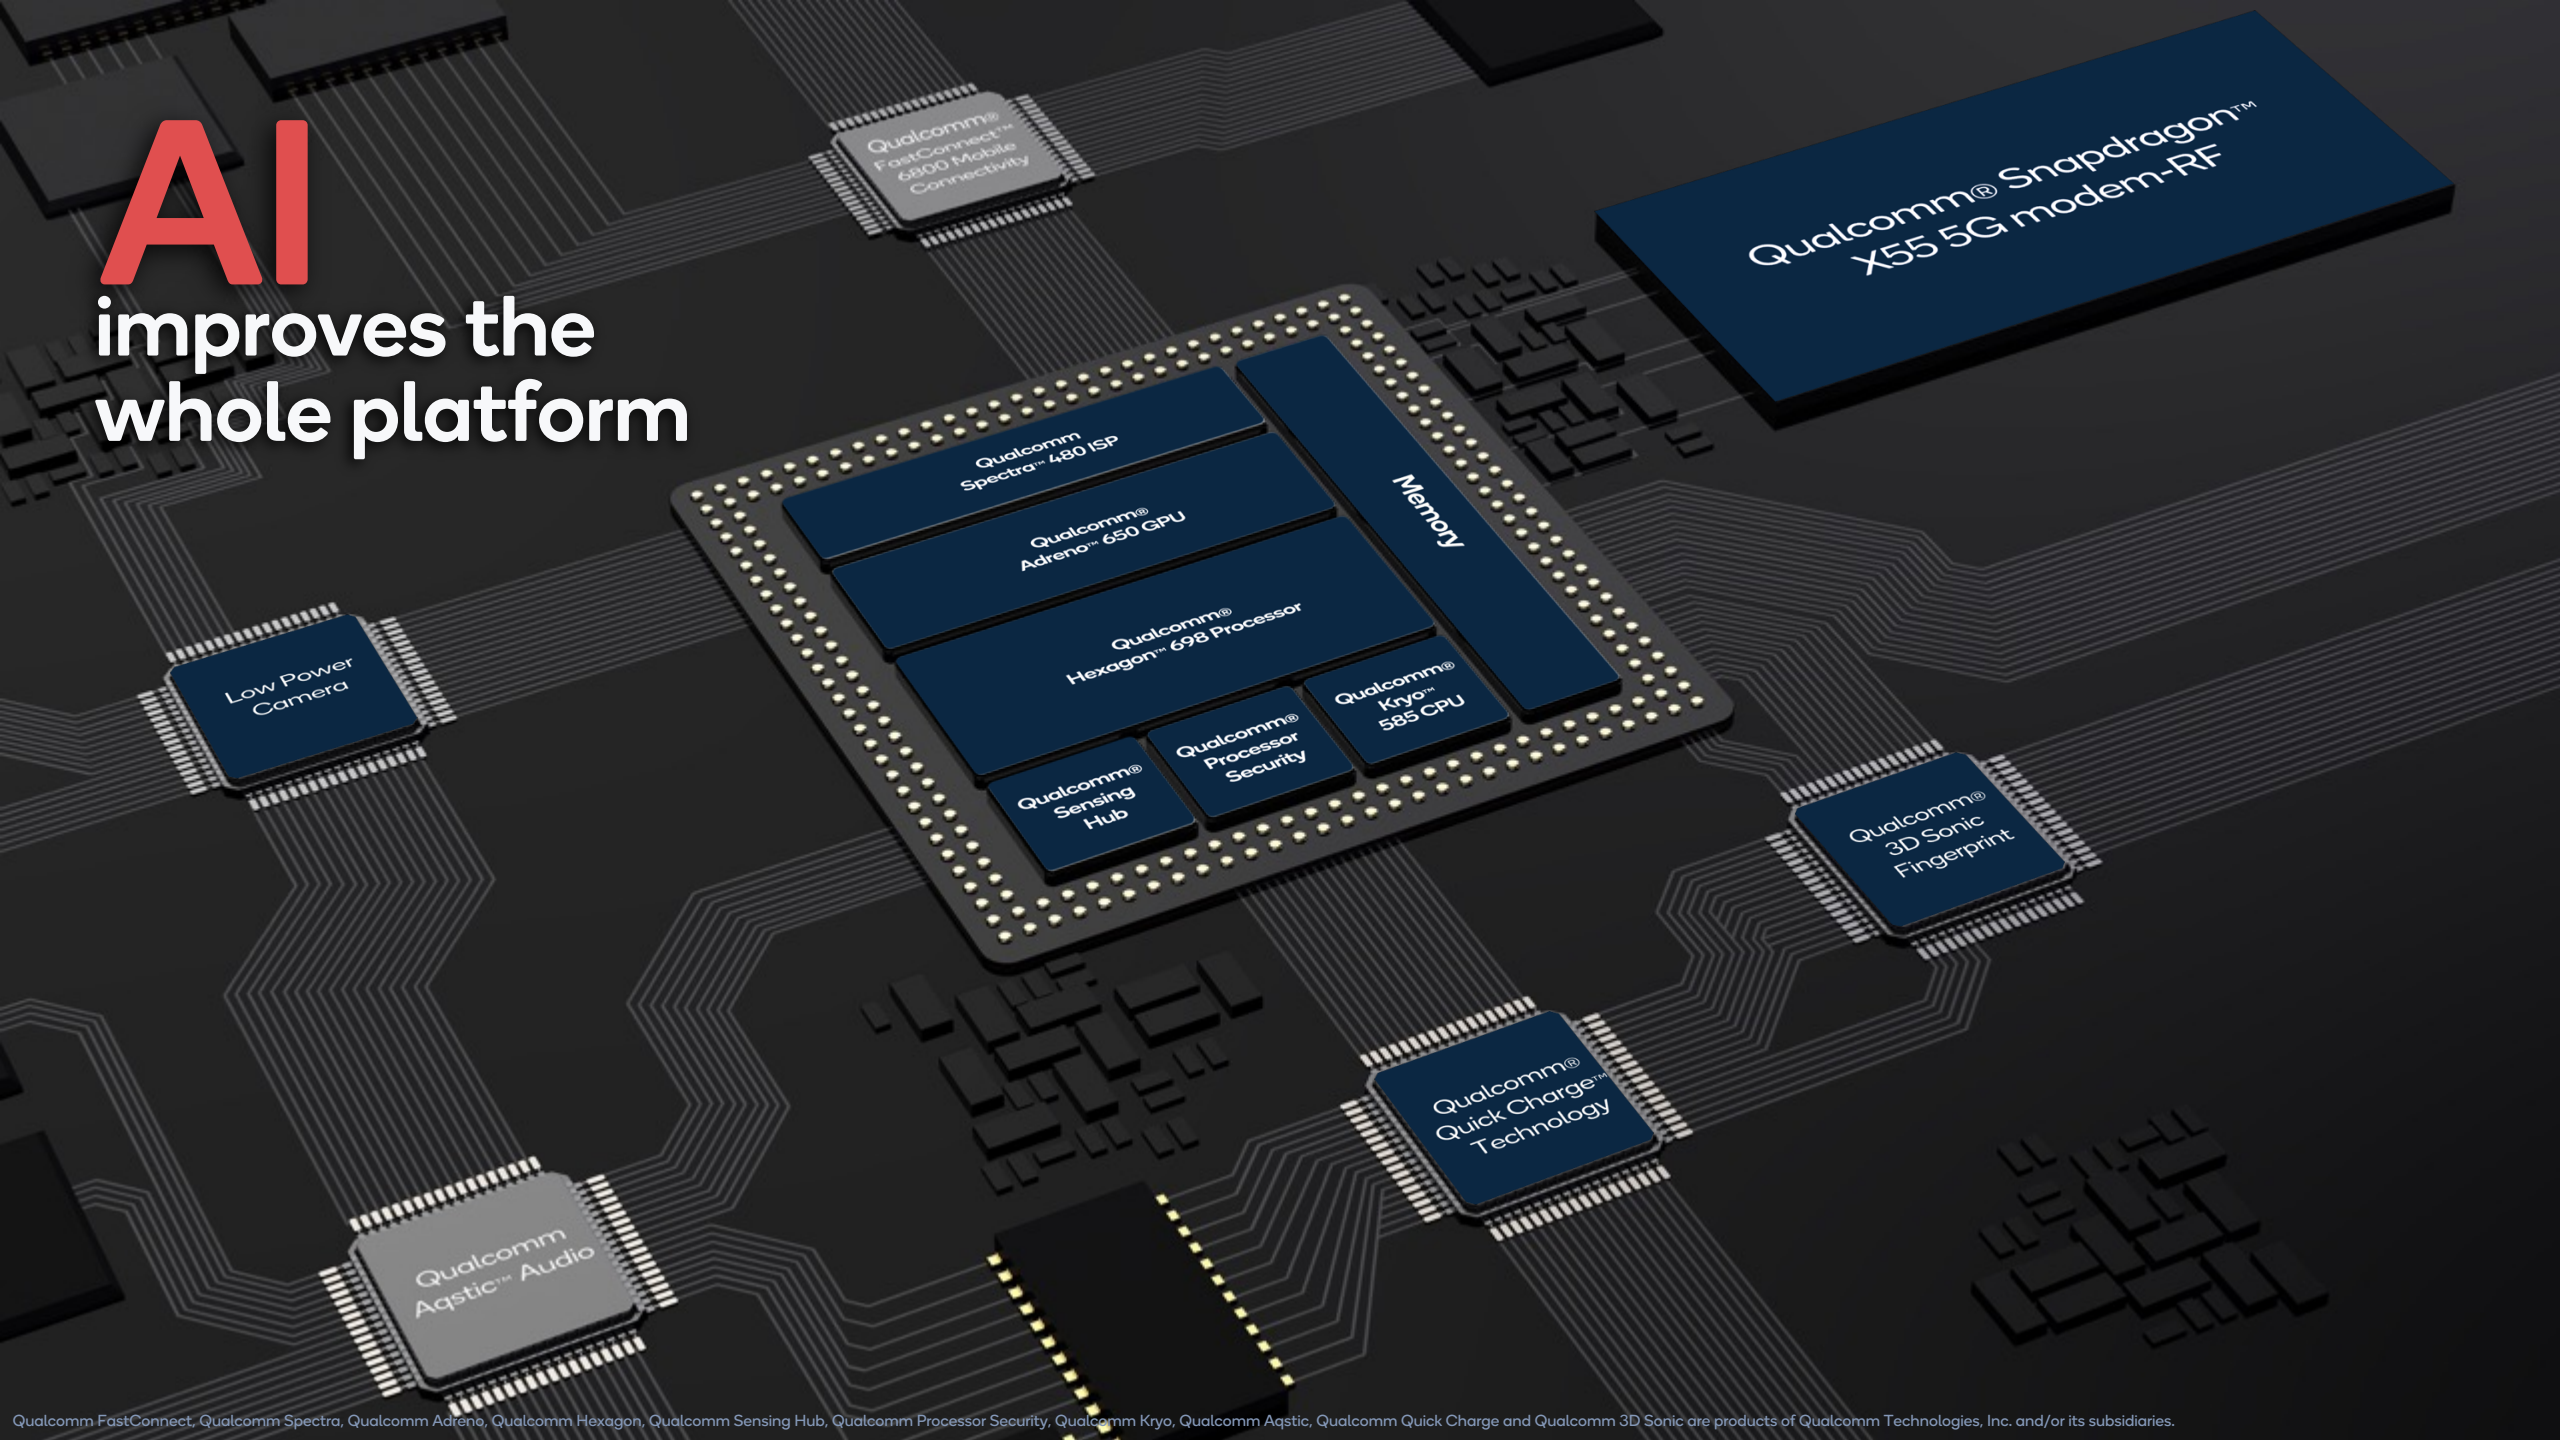 AI
improves the
whole platform
Qualcomm®
FastConnect™
6800 Mobile
Connectivity
Qualcomm® Snapdragon™
X55 5G modem-RF
Qualcomm
Spectra™ 480 ISP
Qualcomm®
Adreno™ 650 GPU
Memory
Qualcomm®
Hexagon™ 698 Processor
Qualcomm®
Kryo™
585 CPU
Qualcomm®
Processor
Security
Qualcomm®
Sensing
Hub
Low Power
Camera
Qualcomm®
3D Sonic
Fingerprint
Qualcomm®
Quick Charge™
Technology
Qualcomm
Aqstic™ Audio
Qualcomm FastConnect, Qualcomm Spectra, Qualcomm Adreno, Qualcomm Hexagon, Qualcomm Sensing Hub, Qualcomm Processor Security, Qualcomm Kryo, Qualcomm Aqstic, Qualcomm Quick Charge and Qualcomm 3D Sonic are products of Qualcomm Technologies, Inc. and/or its subsidiaries.